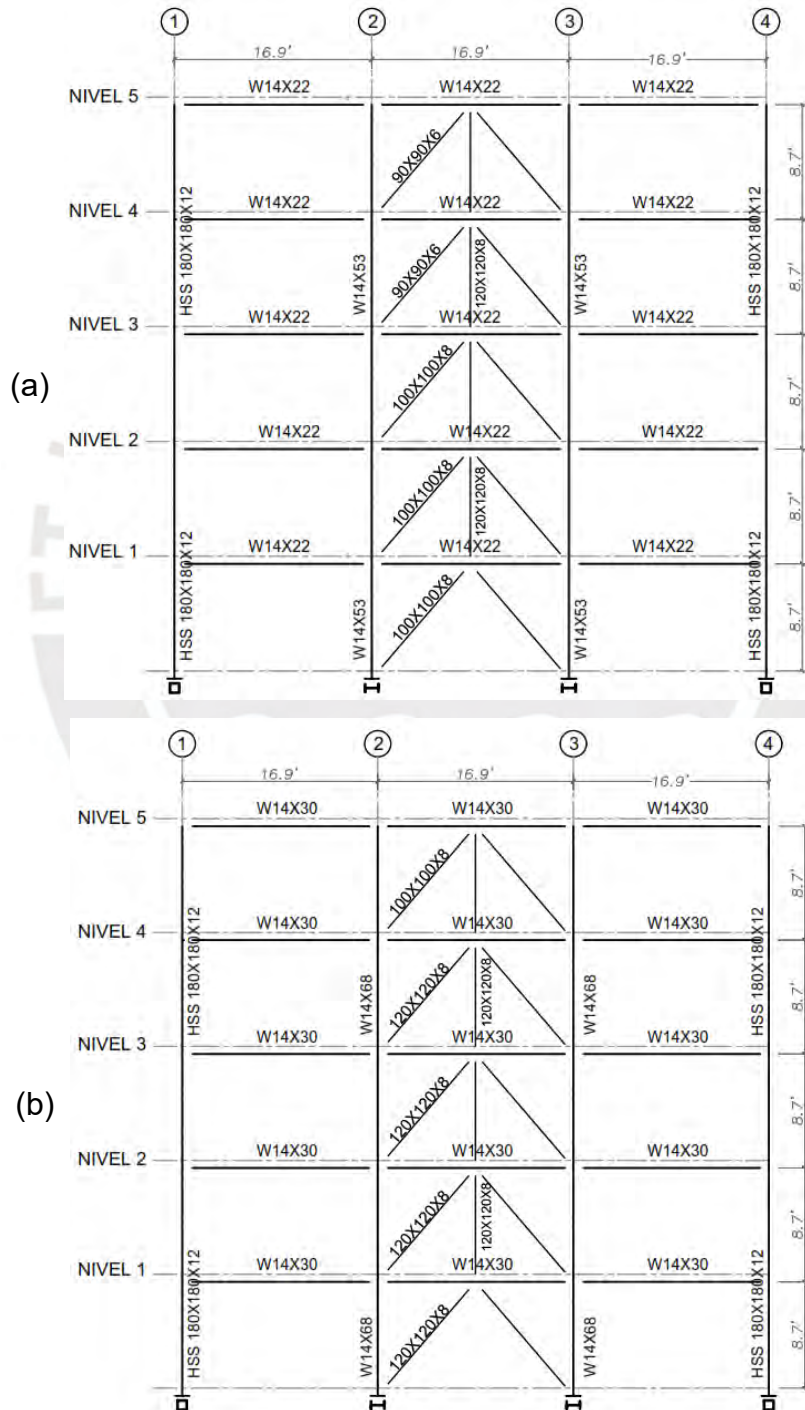 1 2 3 4
16.9' 16.9' 16.9'
NIVEL 5
W14X22 W14X22 W14X22
90X90X6
8.7'
NIVEL 4
W14X22 W14X22 W14X22
HSS 180X180X12
W14X53
90X90X6
120X120X8
W14X53
HSS 180X180X12
8.7'
NIVEL 3
W14X22 W14X22 W14X22
(a)
100X100X8
8.7'
NIVEL 2
W14X22 W14X22 W14X22
100X100X8
120X120X8
8.7'
NIVEL 1
W14X22 W14X22 W14X22
HSS 180X180X12
W14X53
100X100X8
W14X53
HSS 180X180X12
8.7'
1 2 3 4
16.9' 16.9' 16.9'
NIVEL 5
W14X30 W14X30 W14X30
100X100X8
8.7'
NIVEL 4
W14X30 W14X30 W14X30
HSS 180X180X12
W14X68
120X120X8
120X120X8
W14X68
HSS 180X180X12
8.7'
NIVEL 3
W14X30 W14X30 W14X30
(b)
120X120X8
8.7'
NIVEL 2
W14X30 W14X30 W14X30
120X120X8
120X120X8
8.7'
NIVEL 1
W14X30 W14X30 W14X30
HSS 180X180X12
W14X68
120X120X8
W14X68
HSS 180X180X12
8.7'